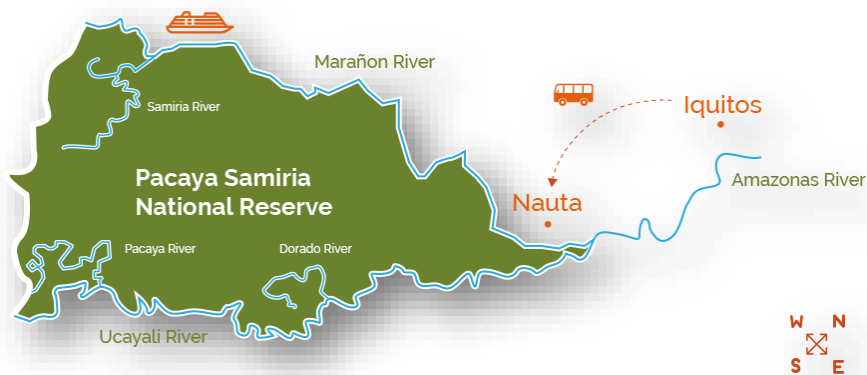 Marañon River
Samiria River
Iquitos
Pacaya Samiria
National Reserve
Amazonas River
Nauta
Pacaya River
Dorado River
Ucayali River
W N
S E